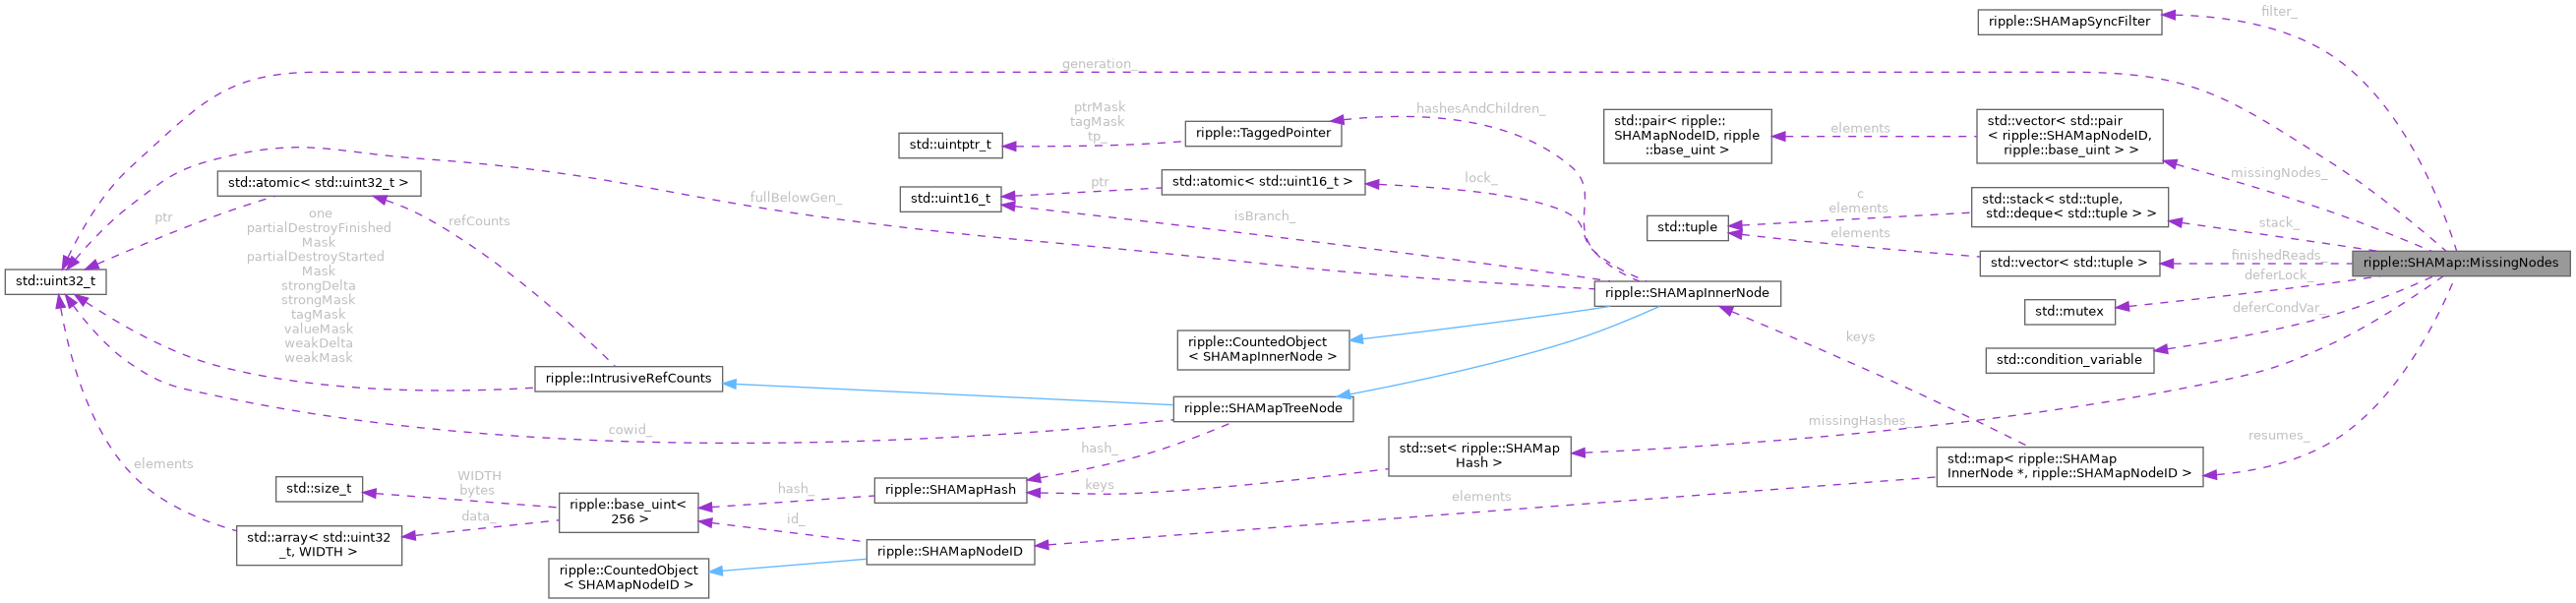 filter_
ripple::SHAMapSyncFilter
generation_
ptrMask
tagMask
tp_
hashesAndChildren_
std::uintptr_t
ripple::TaggedPointer
std::pair< ripple::
SHAMapNodeID, ripple
::base_uint >
elements
std::vector< std::pair
< ripple::SHAMapNodeID,
ripple::base_uint > >
missingNodes_
std::atomic< std::uint32_t >
ptr
one
partialDestroyFinished
Mask
partialDestroyStarted
Mask
strongDelta
strongMask
tagMask
valueMask
weakDelta
weakMask
refCounts
fullBelowGen_
std::uint16_t
ptr
std::atomic< std::uint16_t >
lock_
isBranch_
std::tuple
c
elements
elements
std::stack< std::tuple,
std::deque< std::tuple > >
stack_
std::vector< std::tuple >
finishedReads_
ripple::SHAMap::MissingNodes
std::uint32_t
ripple::SHAMapInnerNode
deferLock_
std::mutex
deferCondVar_
ripple::CountedObject
< SHAMapInnerNode >
keys
std::condition_variable
ripple::IntrusiveRefCounts
ripple::SHAMapTreeNode
cowid_
missingHashes_
resumes_
hash_
std::set< ripple::SHAMap
Hash >
std::map< ripple::SHAMap
InnerNode *, ripple::SHAMapNodeID >
elements
std::size_t
WIDTH
bytes
ripple::base_uint<
256 >
hash_
ripple::SHAMapHash
keys
elements
data_
id_
std::array< std::uint32
_t, WIDTH >
ripple::SHAMapNodeID
ripple::CountedObject
< SHAMapNodeID >